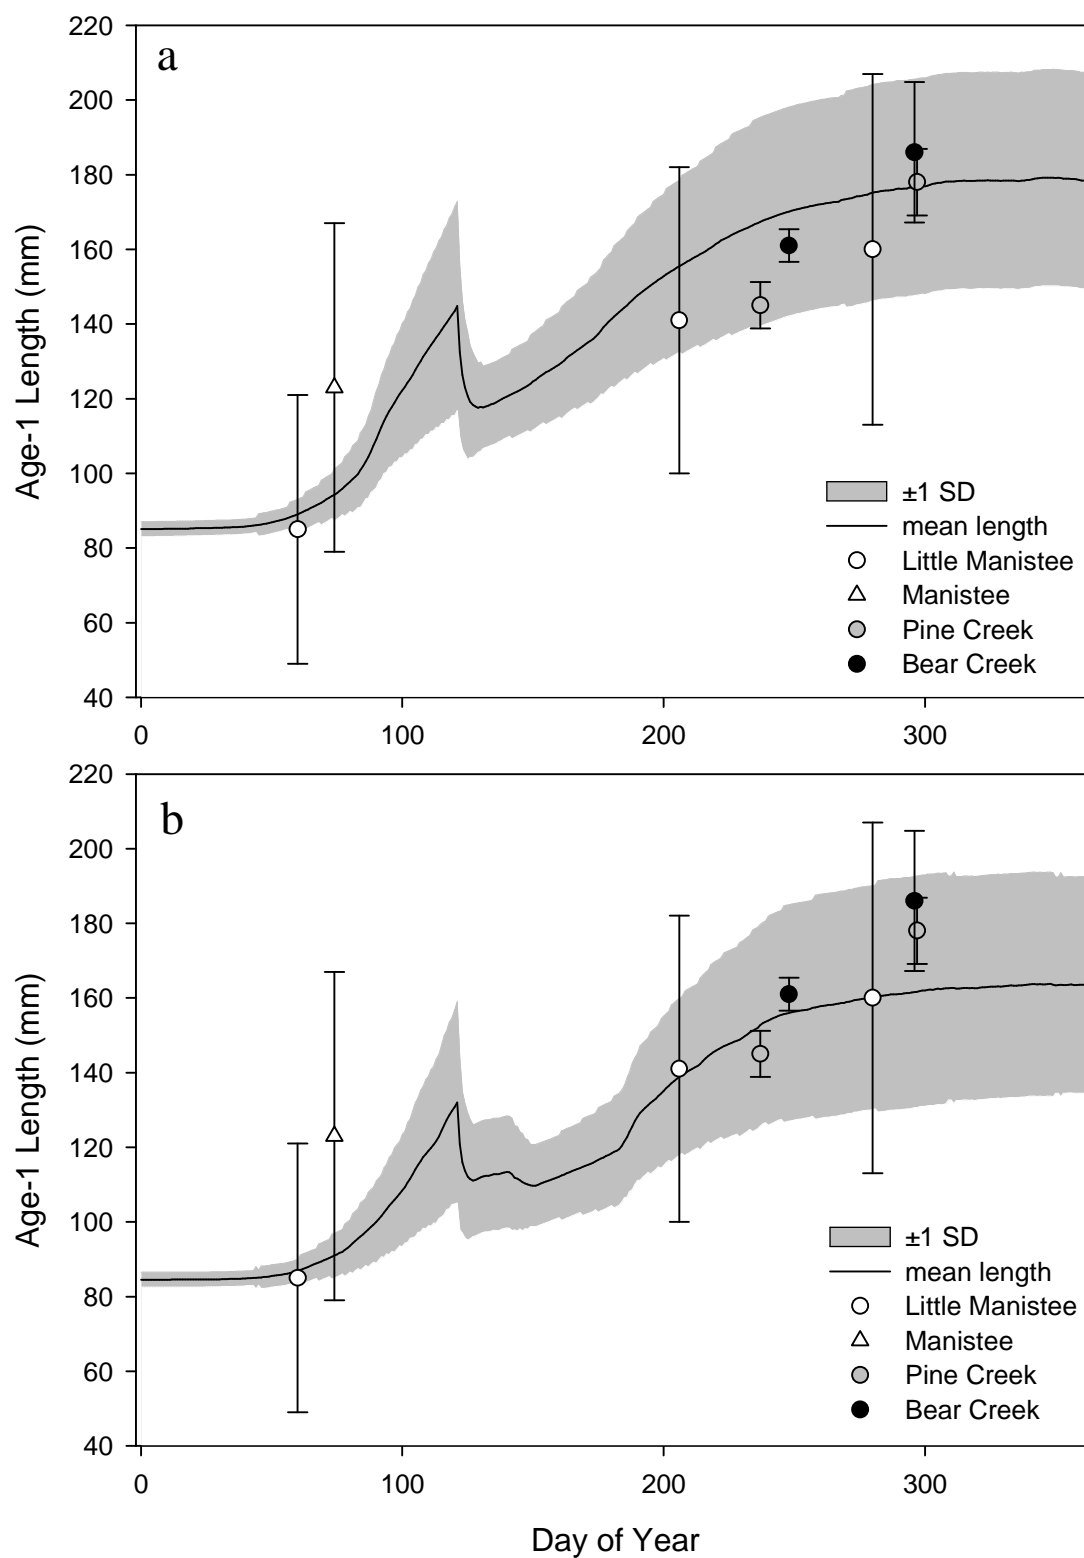 220
a
200
180
160
140
120
100
80
60
40
Age-1 Length (mm)
±1 SD
mean length
Little Manistee
Manistee
Pine Creek
Bear Creek
0 100 200 300
220
b
200
180
160
140
120
100
80
60
40
Age-1 Length (mm)
±1 SD
mean length
Little Manistee
Manistee
Pine Creek
Bear Creek
0 100 200 300
Day of Year